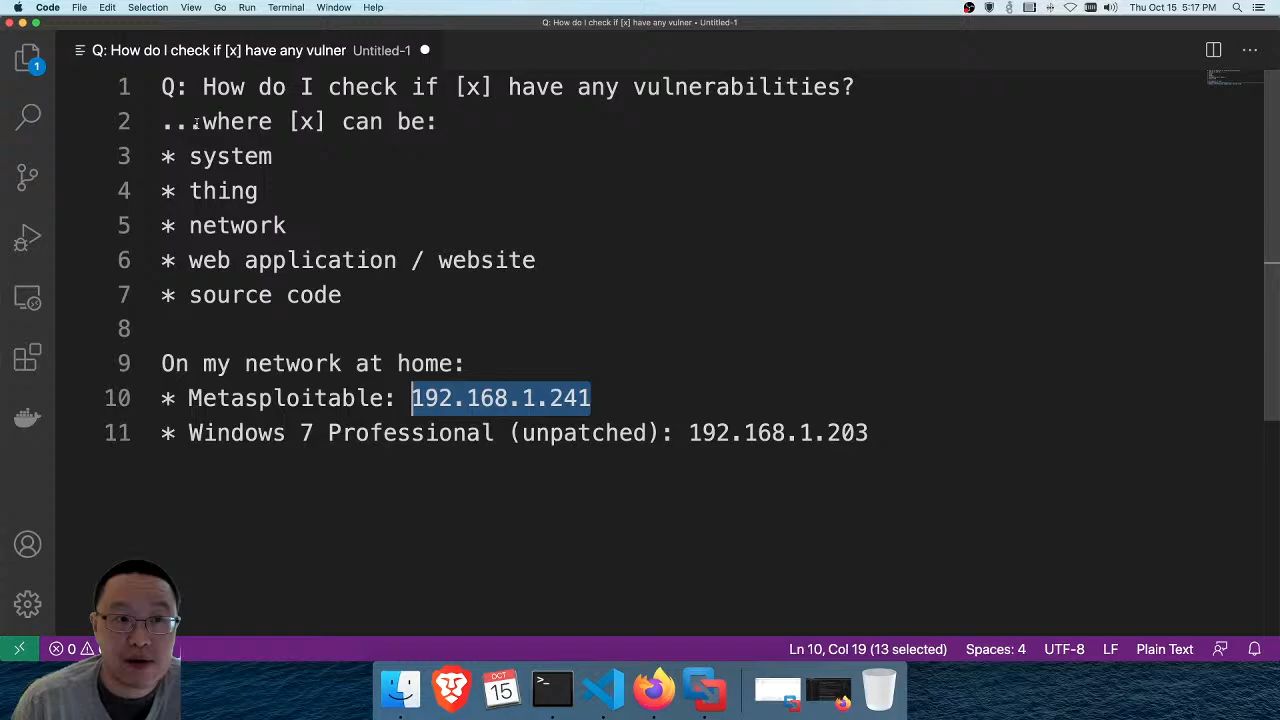 Code File Edit Selection View Go Run Terminal Window Help Thu Oct 15 5:17 PM
Q: How do I check if [x] have any vulner • Untitled-1
Q: How do I check if [x] have any vulner Untitled-1
1 Q: How do I check if [x] have any vulnerabilities?
2 ...where [x] can be:
3 * system
4 * thing
5 * network
6 * web application / website
7 * source code
8
9 On my network at home:
10 * Metasploitable: 192.168.1.241
11 * Windows 7 Professional (unpatched): 192.168.1.203
1
0 Ln 10, Col 19 (13 selected) Spaces: 4 UTF-8 LF Plain Text
OCT
15
>_